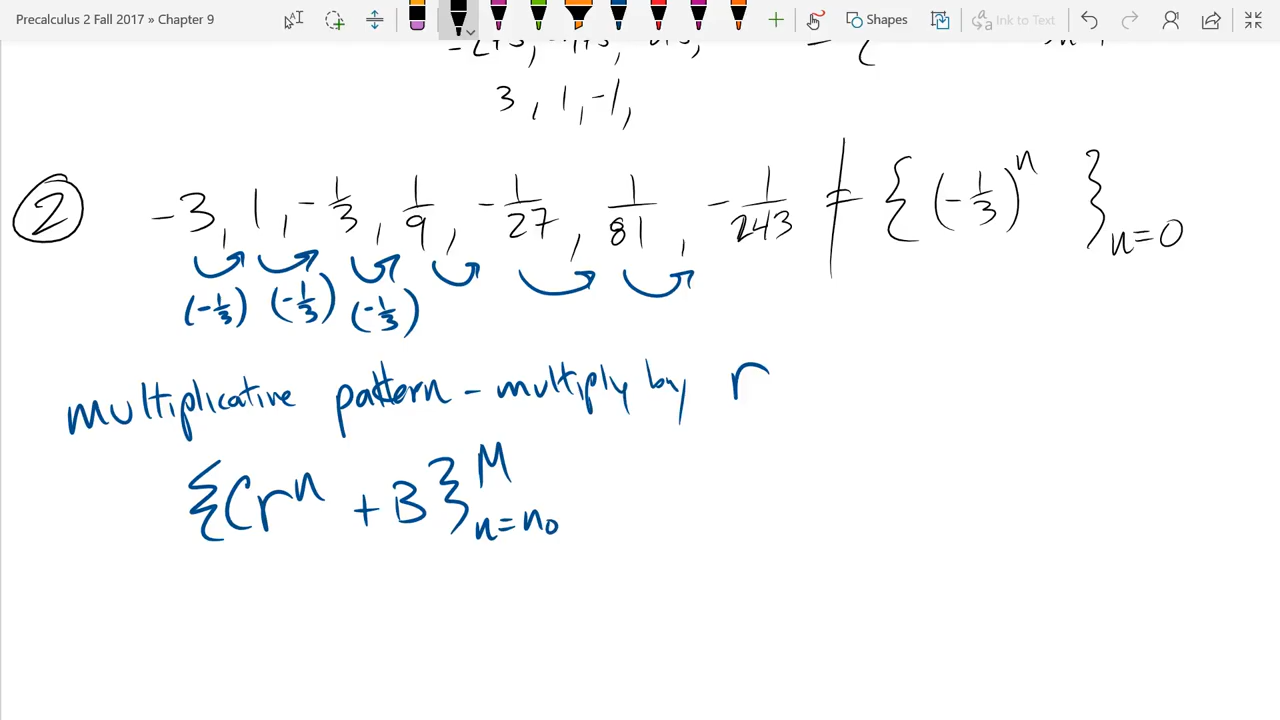 Precalculus 2 Fall 2017 » Chapter 9
Shapes
Ink to Text
3, 1, -1,
② -3, 1, -1/3, 1/9, -1/27, 1/81, -1/243 = {(-1/3)^n }_{n=0}
(-1/3) (-1/3) (-1/3)
multiplicative pattern - multiply by r
{Cr^n + B}^M_{n=n_0}